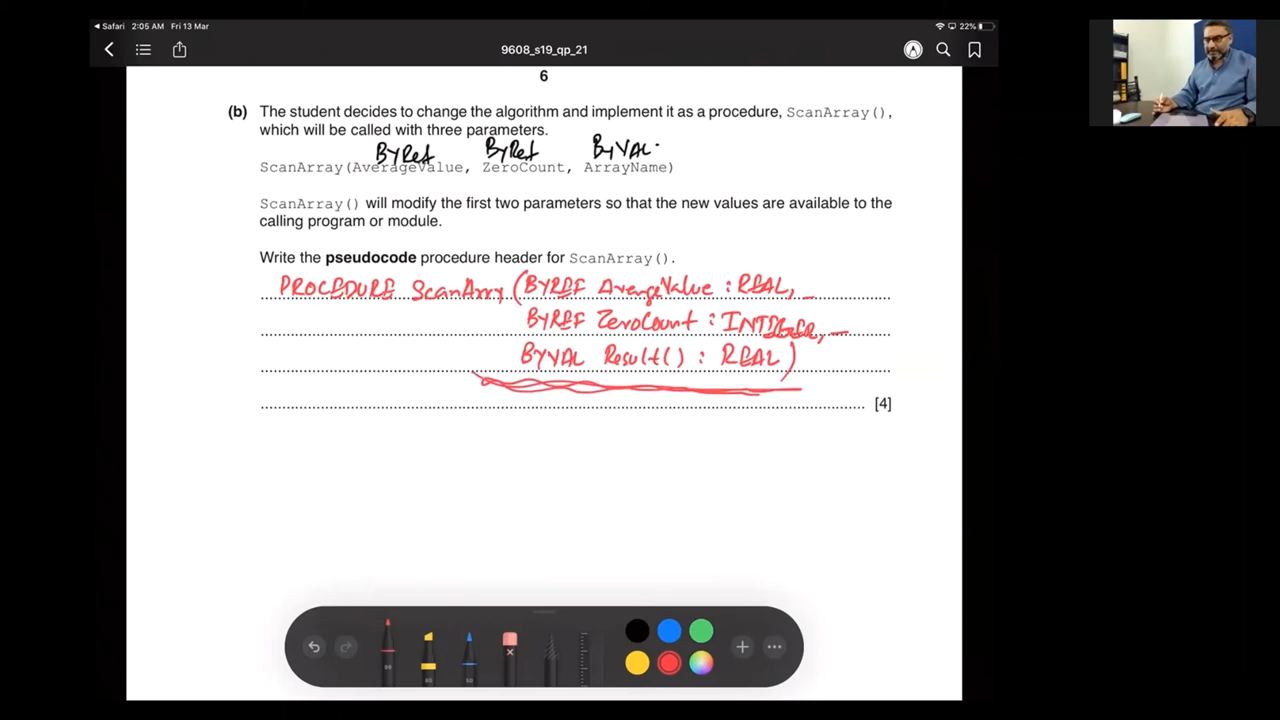 Safari 2:05 AM Fri 13 Mar 22%
9608_s19_qp_21
6
(b) The student decides to change the algorithm and implement it as a procedure, ScanArray(),
which will be called with three parameters.
ByRef ByRef ByVAL
ScanArray(AverageValue, ZeroCount, ArrayName)
ScanArray() will modify the first two parameters so that the new values are available to the
calling program or module.
Write the pseudocode procedure header for ScanArray().
PROCEDURE ScanArry (BYREF AverageValue : REAL, _
BYREF ZeroCount : INTEGER, _
BYVAL Result() : REAL)
[4]